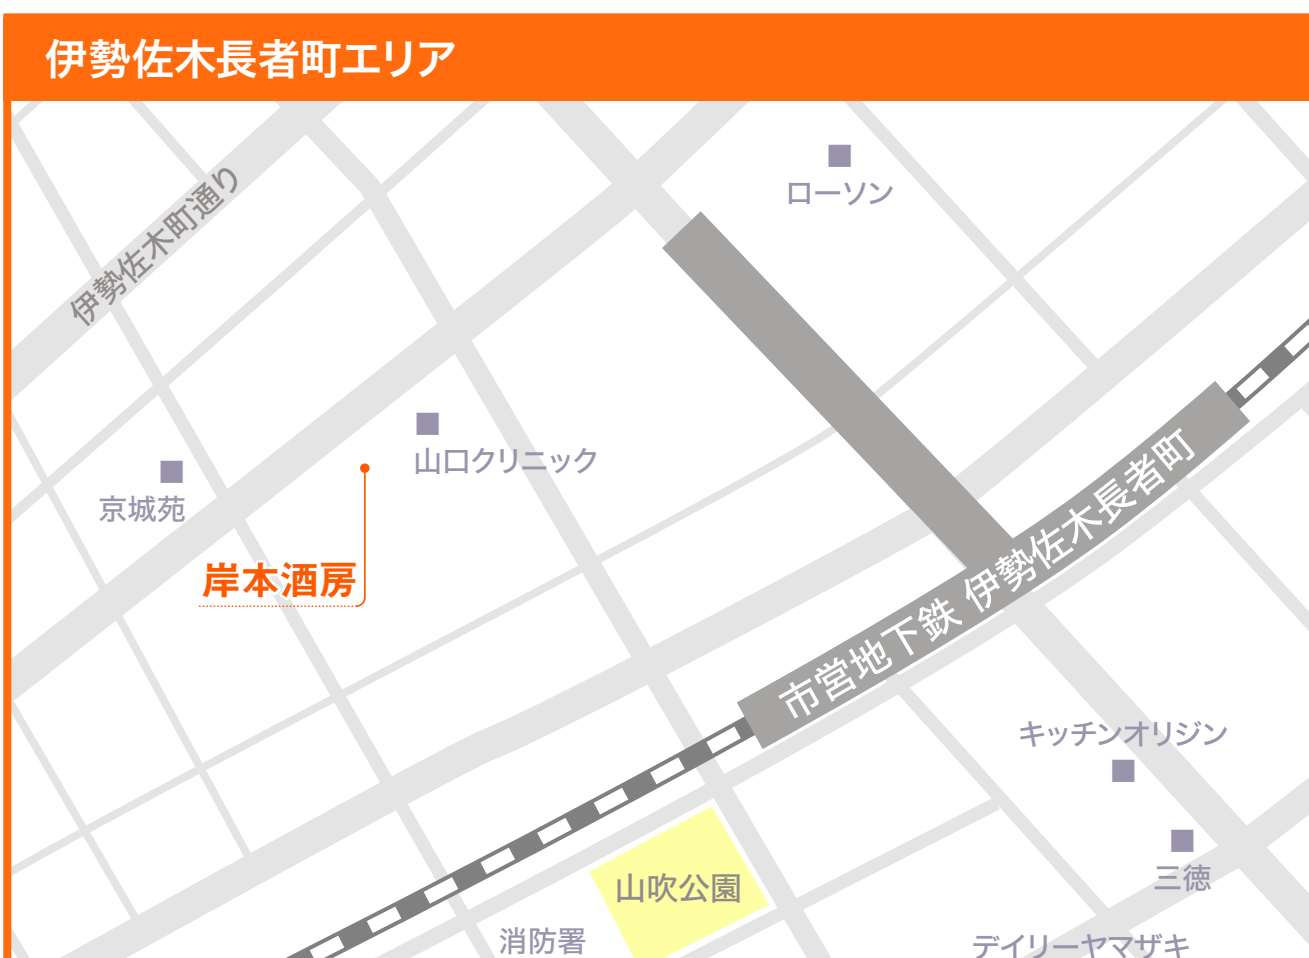 伊勢佐木長者町エリア
ローソン
伊勢佐木町通り
山口クリニック
京城苑
岸本酒房
市営地下鉄 伊勢佐木長者町
キッチンオリジン
三徳
山吹公園
消防署
デイリーヤマザキ